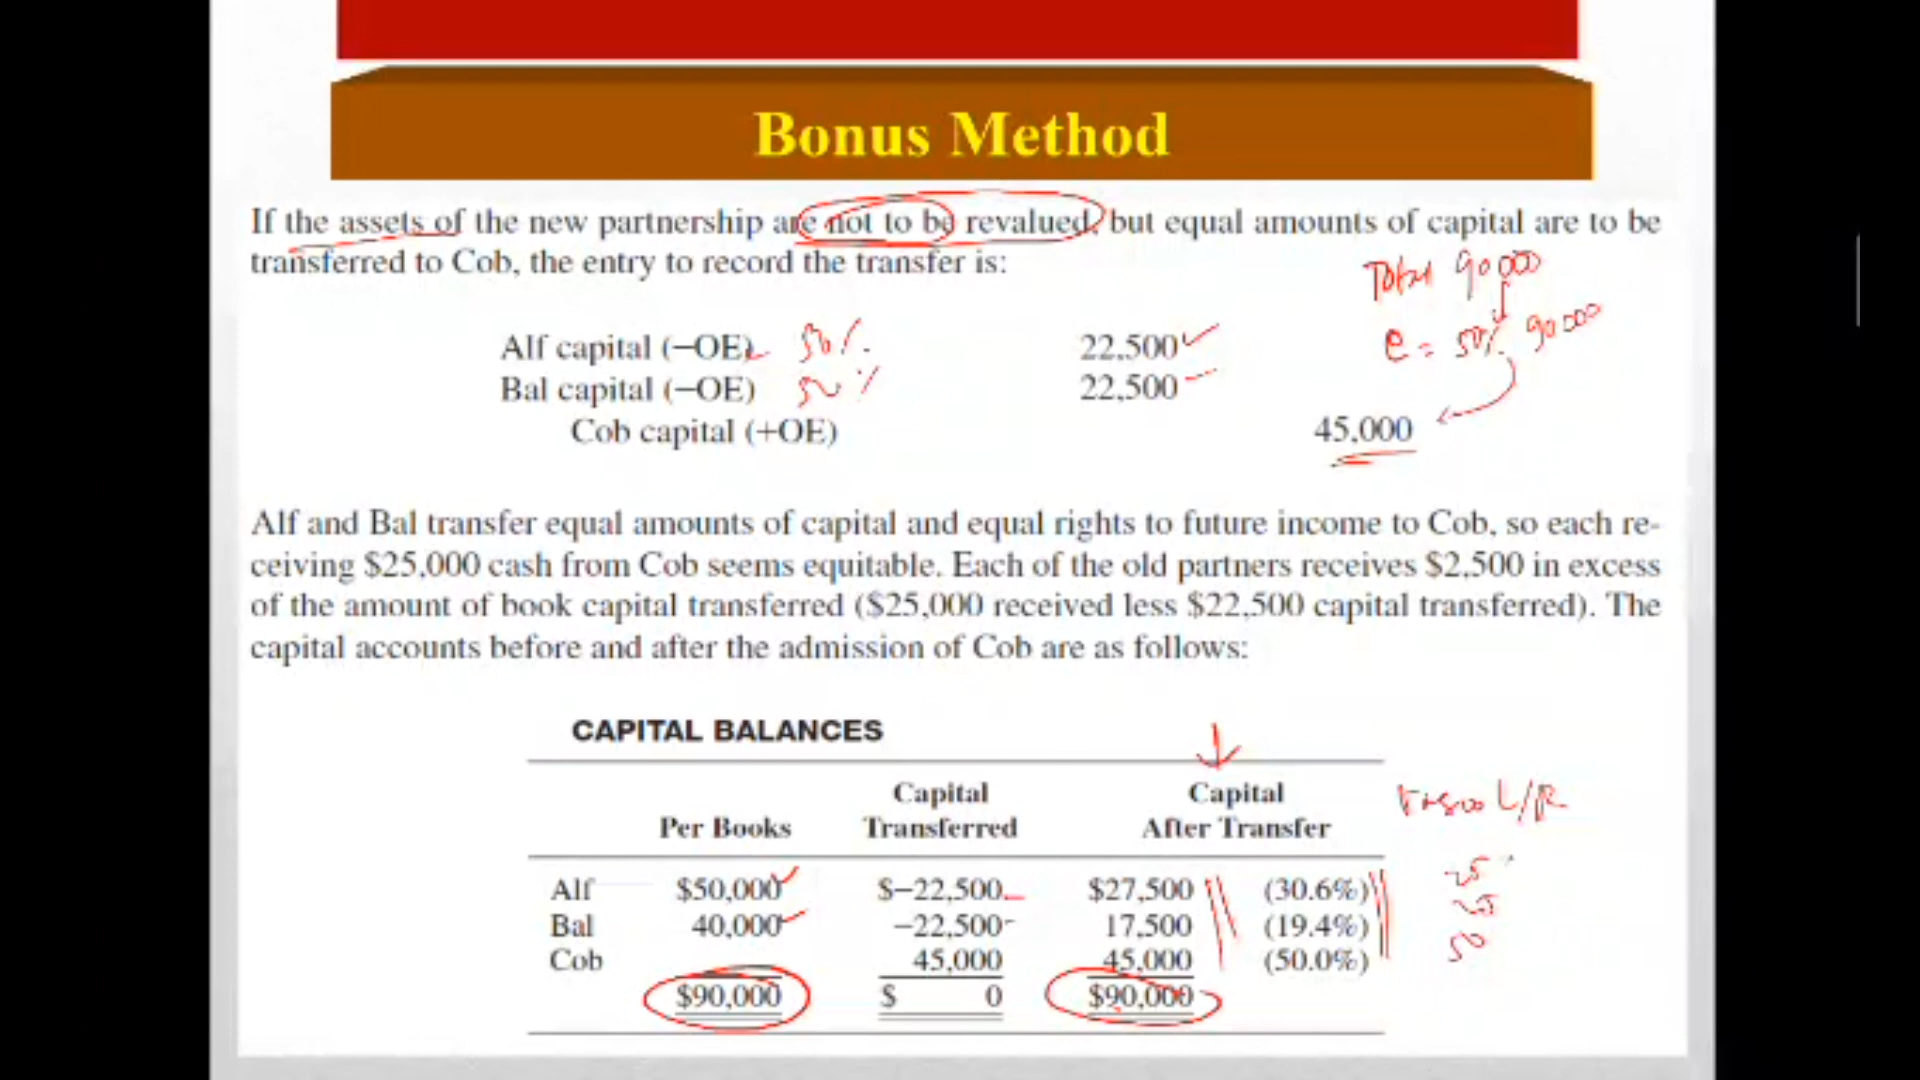 Bonus Method
If the assets of the new partnership are not to be revalued, but equal amounts of capital are to be
transferred to Cob, the entry to record the transfer is:
Total 90 000
Alf capital (−OE) 50% 22,500 e = 50% 90 000
Bal capital (−OE) 50% 22,500
Cob capital (+OE) 45,000
Alf and Bal transfer equal amounts of capital and equal rights to future income to Cob, so each re-
ceiving $25,000 cash from Cob seems equitable. Each of the old partners receives $2,500 in excess
of the amount of book capital transferred ($25,000 received less $22,500 capital transferred). The
capital accounts before and after the admission of Cob are as follows:
CAPITAL BALANCES
Capital Capital
Per Books Transferred After Transfer L/R
Alf $50,000 $−22,500 $27,500 (30.6%) 25
Bal 40,000 −22,500 17,500 (19.4%) 25
Cob 45,000 45,000 (50.0%) 50
$90,000 $ 0 $90,000